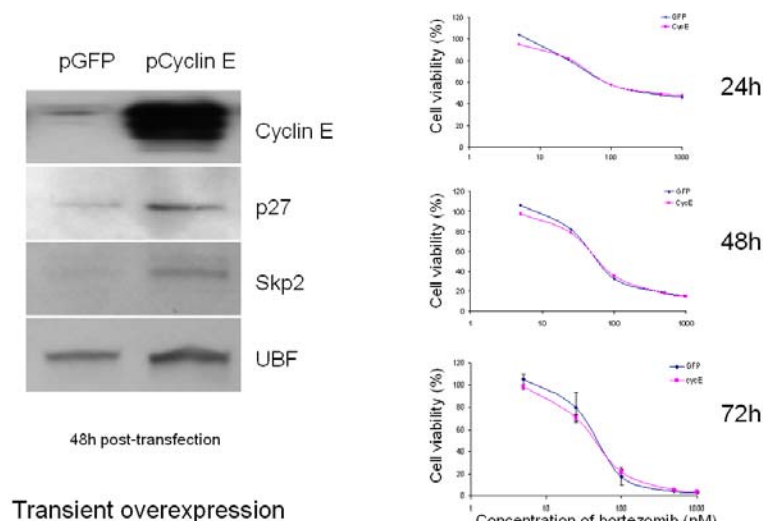 pGFP pCyclin E
Cyclin E
p27
Skp2
UBF
48h post-transfection
Transient overexpression
Cell viability (%)
120
100
80
60
40
20
0
1 10 100 1000
GFP
CycE
24h
Cell viability (%)
120
100
80
60
40
20
0
1 10 100 1000
GFP
CycE
48h
Cell viability (%)
120
100
80
60
40
20
0
1 10 100 1000
GFP
cycE
72h
Concentration of bortezomib (nM)